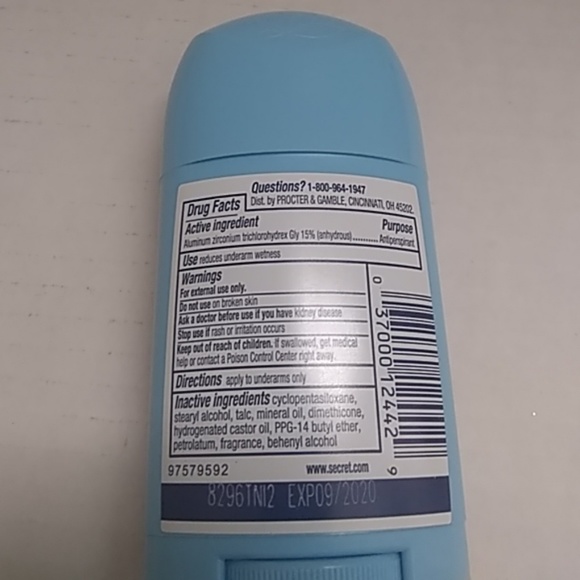 Questions? 1-800-964-1947
Dist. by PROCTER & GAMBLE, CINCINNATI, OH 45202.
Drug Facts
Active ingredient Purpose
Aluminum zirconium trichlorohydrex Gly 15% (anhydrous)..........Antiperspirant
Use reduces underarm wetness
Warnings
For external use only.
Do not use on broken skin
Ask a doctor before use if you have kidney disease
Stop use if rash or irritation occurs
Keep out of reach of children. If swallowed, get medical
help or contact a Poison Control Center right away.
Directions apply to underarms only
Inactive ingredients cyclopentasiloxane,
stearyl alcohol, talc, mineral oil, dimethicone,
hydrogenated castor oil, PPG-14 butyl ether,
petrolatum, fragrance, behenyl alcohol
0 37000 12442 9
97579592 www.secret.com
8296TN12 EXP09/2020